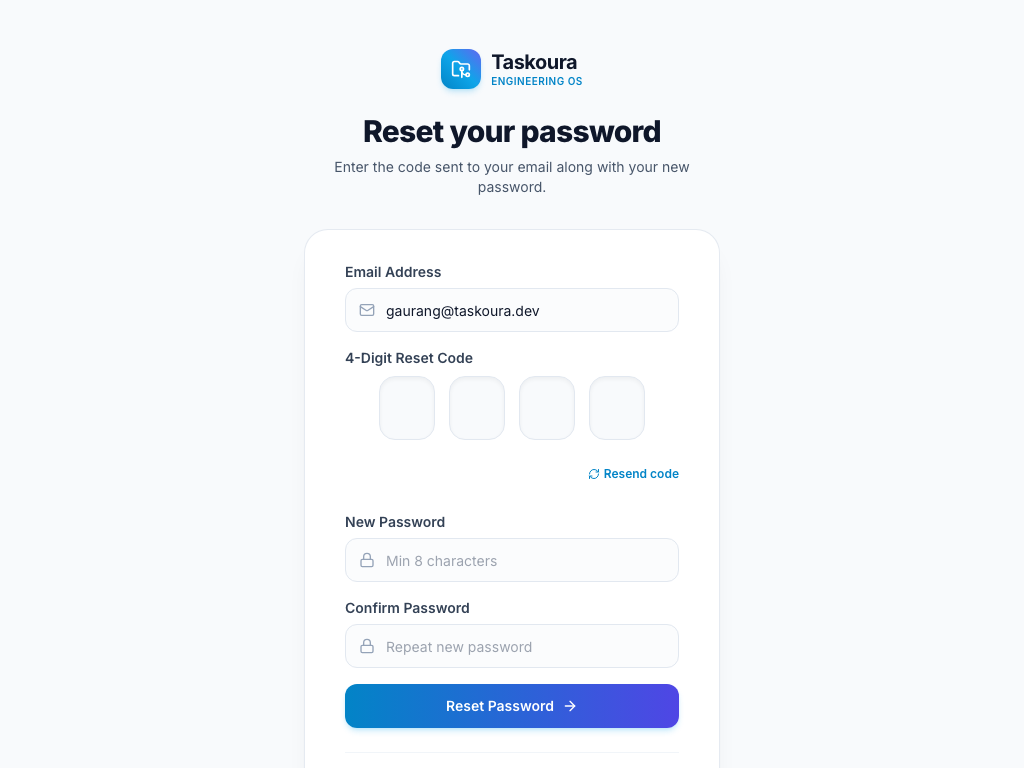 Taskoura
ENGINEERING OS
Reset your password
Enter the code sent to your email along with your new
password.
Email Address
gaurang@taskoura.dev
4-Digit Reset Code
Resend code
New Password
Min 8 characters
Confirm Password
Repeat new password
Reset Password